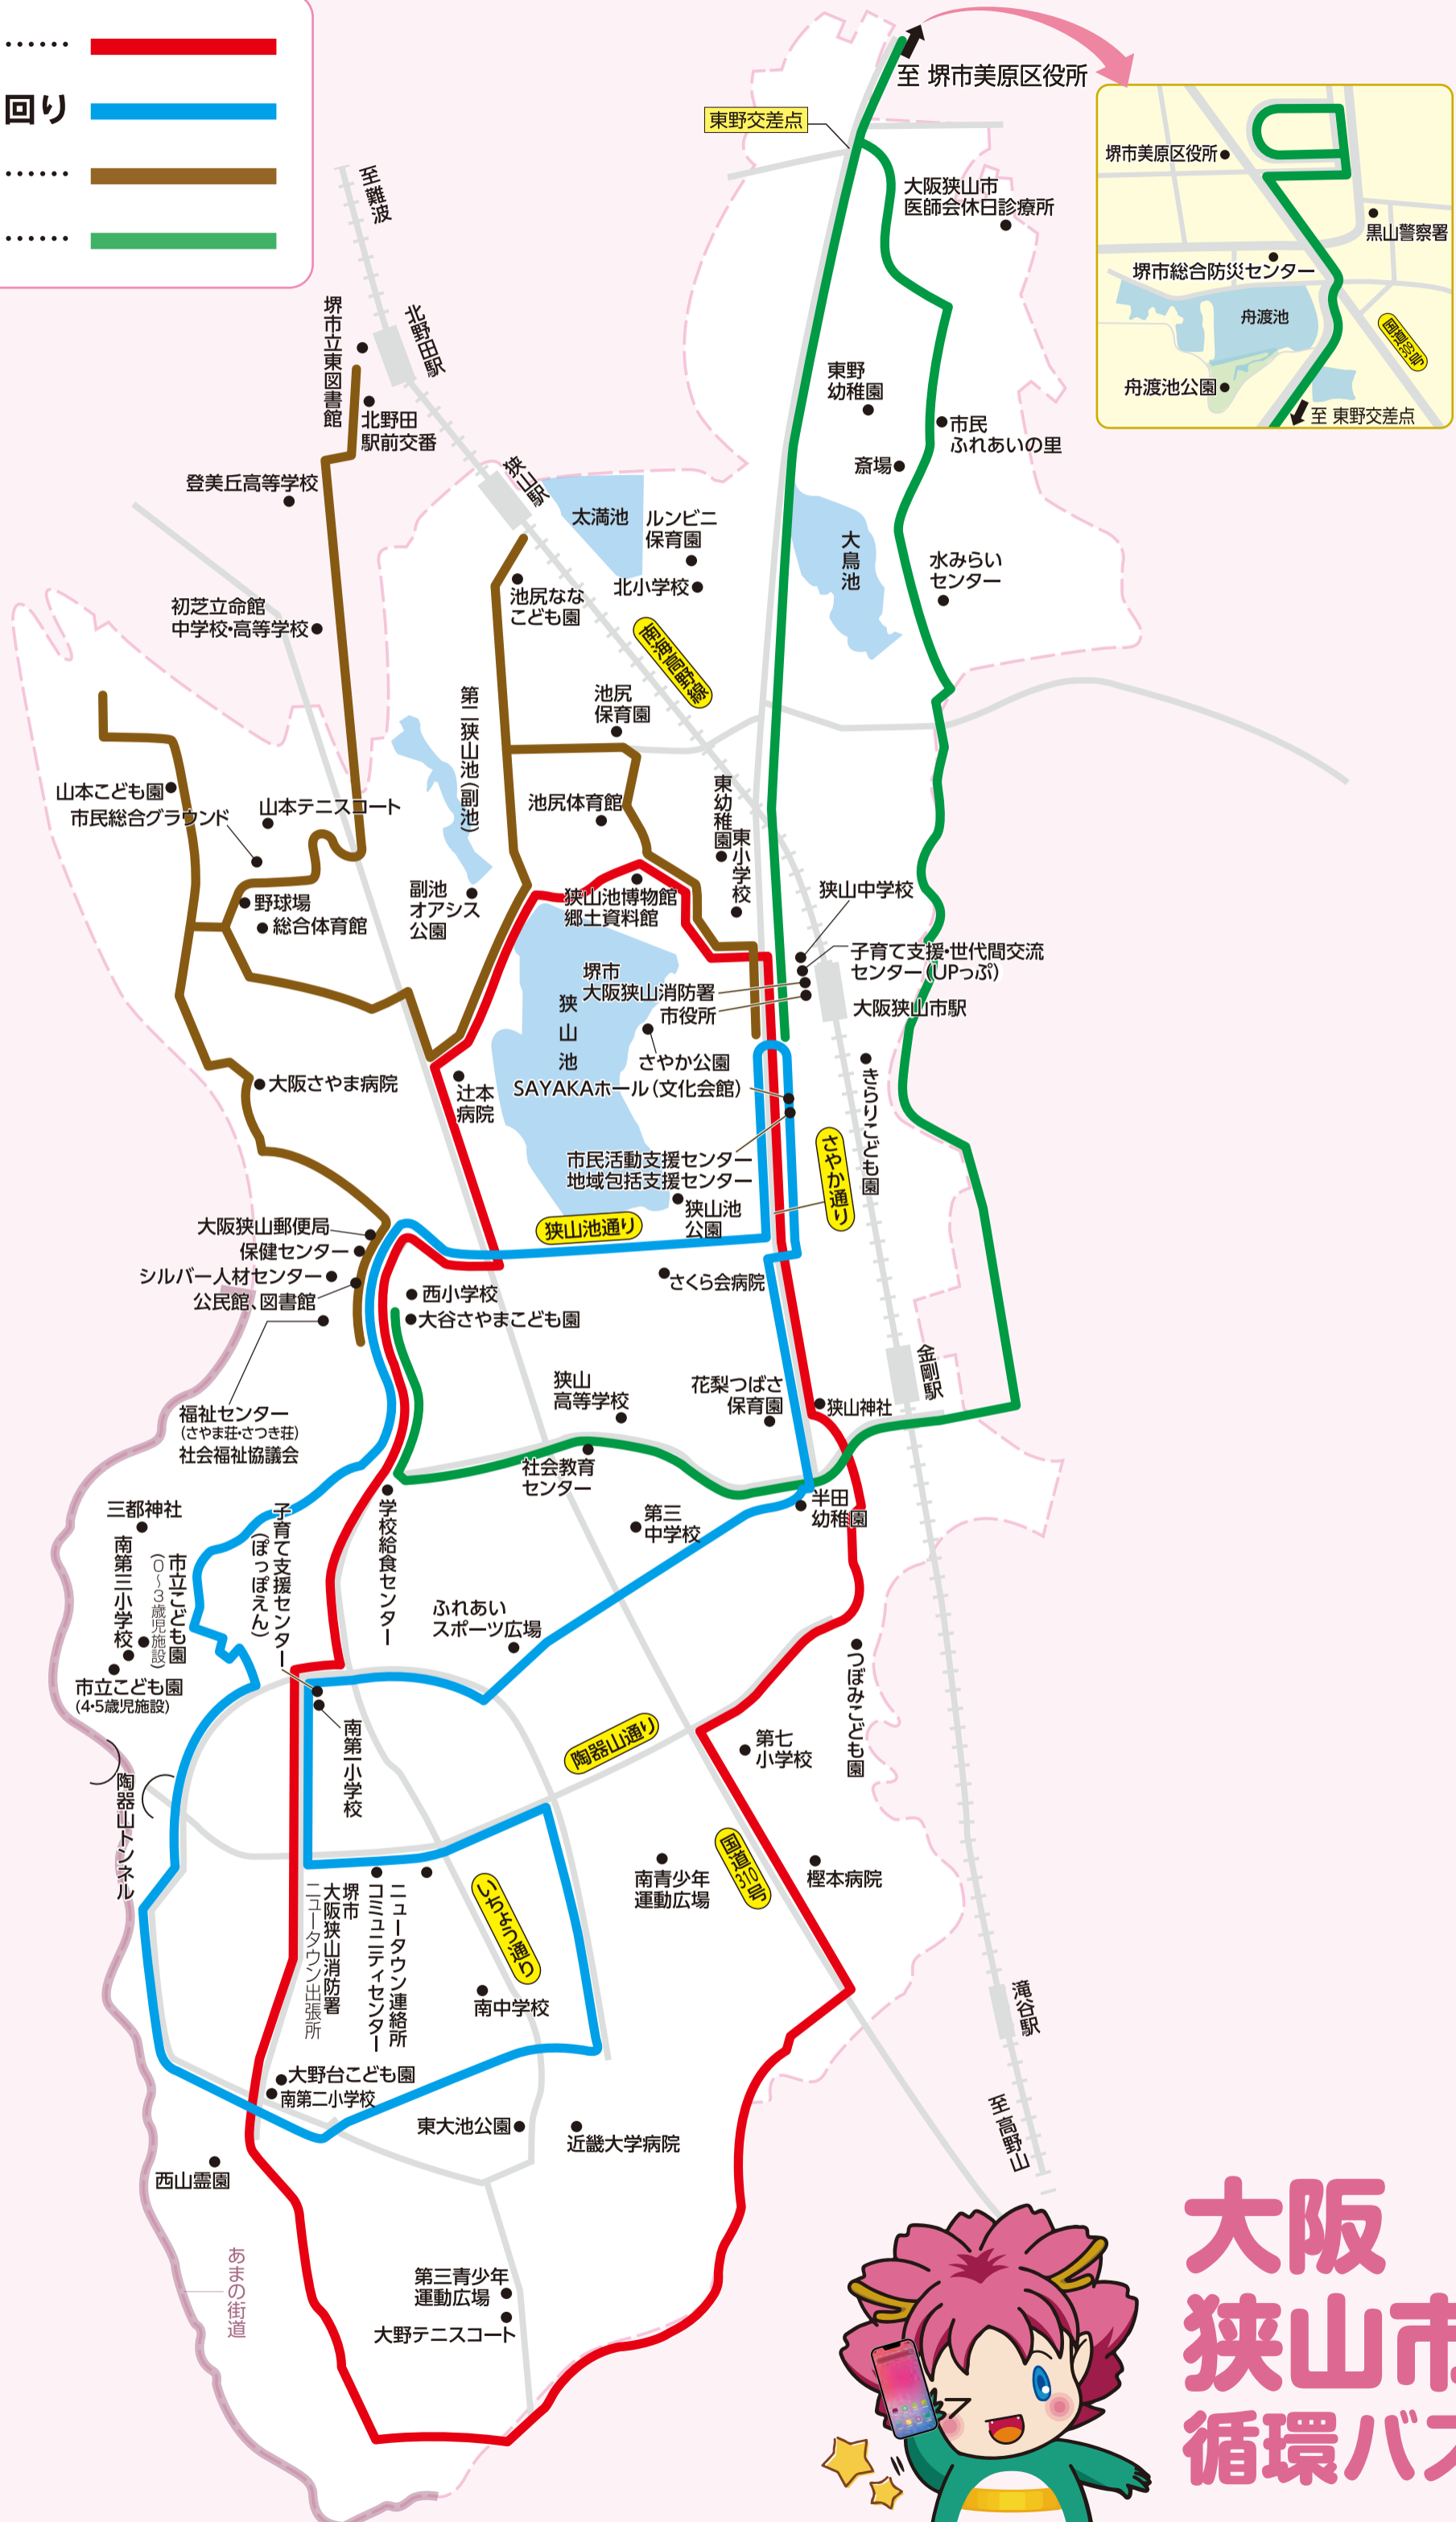 ……
回り
……
……
至 堺市美原区役所
東野交差点
堺市美原区役所
黒山警察署
堺市総合防災センター
舟渡池
国道309号
舟渡池公園
至 東野交差点
大阪狭山市
医師会休日診療所
至難波
北野田駅
堺市立東図書館
北野田
駅前交番
登美丘高等学校
狭山駅
太満池
ルンビニ
保育園
北小学校
東野
幼稚園
市民
ふれあいの里
斎場
大鳥池
水みらい
センター
池尻なな
こども園
初芝立命館
中学校・高等学校
南海高野線
第二狭山池(副池)
池尻
保育園
山本こども園
市民総合グラウンド
山本テニスコート
池尻体育館
東幼稚園
東小学校
野球場
総合体育館
副池
オアシス
公園
狭山池博物館
郷土資料館
狭山中学校
子育て支援・世代間交流
センター(UPっぷ)
堺市
大阪狭山消防署
市役所
大阪狭山市駅
狭山池
さやか公園
SAYAKAホール(文化会館)
きらりこども園
大阪さやま病院
辻本
病院
市民活動支援センター
地域包括支援センター
さやか通り
狭山池
公園
狭山池通り
大阪狭山郵便局
保健センター
シルバー人材センター
公民館、図書館
西小学校
大谷さやまこども園
さくら会病院
金剛駅
福祉センター
(さやま荘・さつき荘)
社会福祉協議会
狭山
高等学校
花梨つばさ
保育園
狭山神社
社会教育
センター
半田
幼稚園
第三
中学校
三都神社
南第三小学校
市立こども園
(0〜3歳児施設)
市立こども園
(4・5歳児施設)
子育て支援センター
(ぽっぽえん)
学校給食センター
ふれあい
スポーツ広場
つぼみこども園
陶器山トンネル
南第一小学校
陶器山通り
第七
小学校
国道310号
南青少年
運動広場
樫本病院
堺市
大阪狭山消防署
ニュータウン出張所
ニュータウン連絡所
コミュニティセンター
いちょう通り
南中学校
滝谷駅
大野台こども園
南第二小学校
東大池公園
近畿大学病院
至高野山
西山霊園
あまの街道
第三青少年
運動広場
大野テニスコート
大阪
狭山市
循環バス